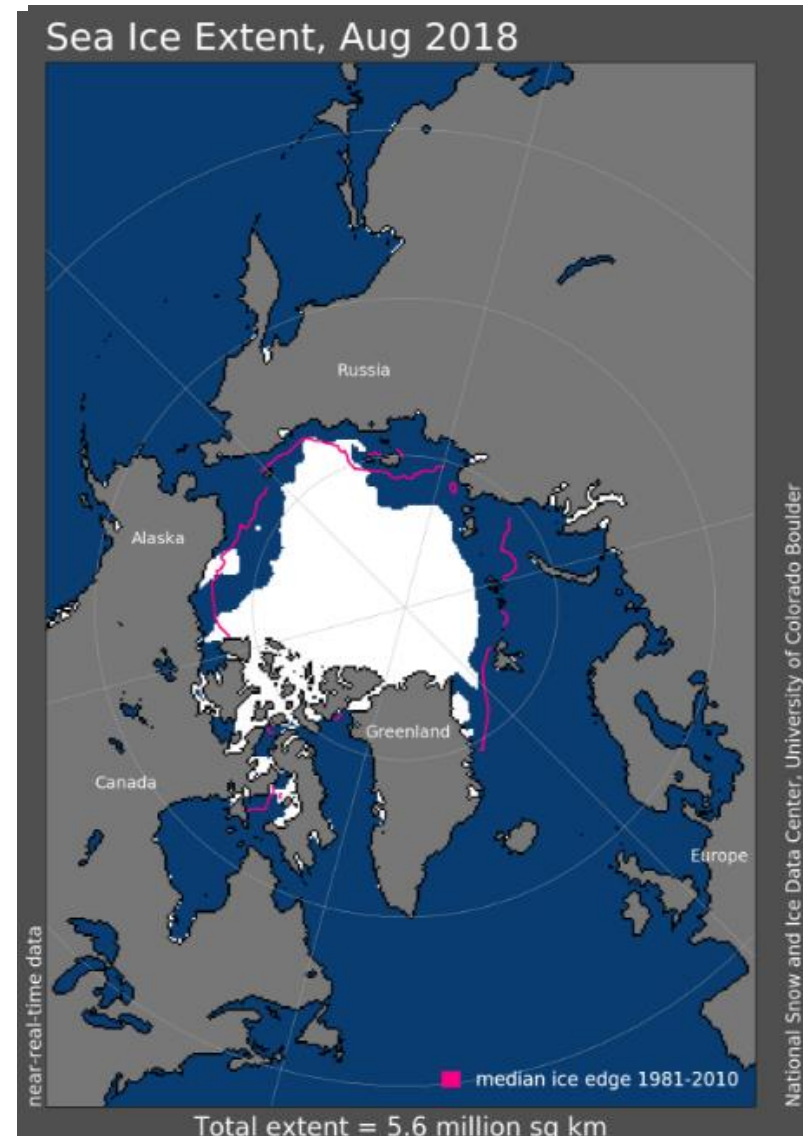 Sea Ice Extent, Aug 2018
Russia
Alaska
Greenland
Canada
Europe
near-real-time data
National Snow and Ice Data Center, University of Colorado Boulder
median ice edge 1981-2010
Total extent = 5.6 million sq km